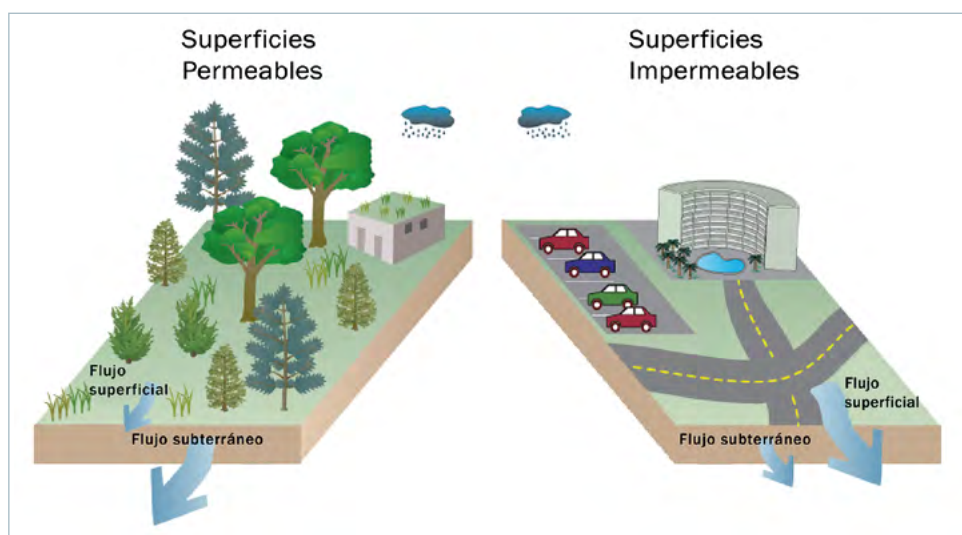 Superficies
Permeables
Superficies
Impermeables
Flujo
superficial
Flujo subterráneo
Flujo
superficial
Flujo subterráneo